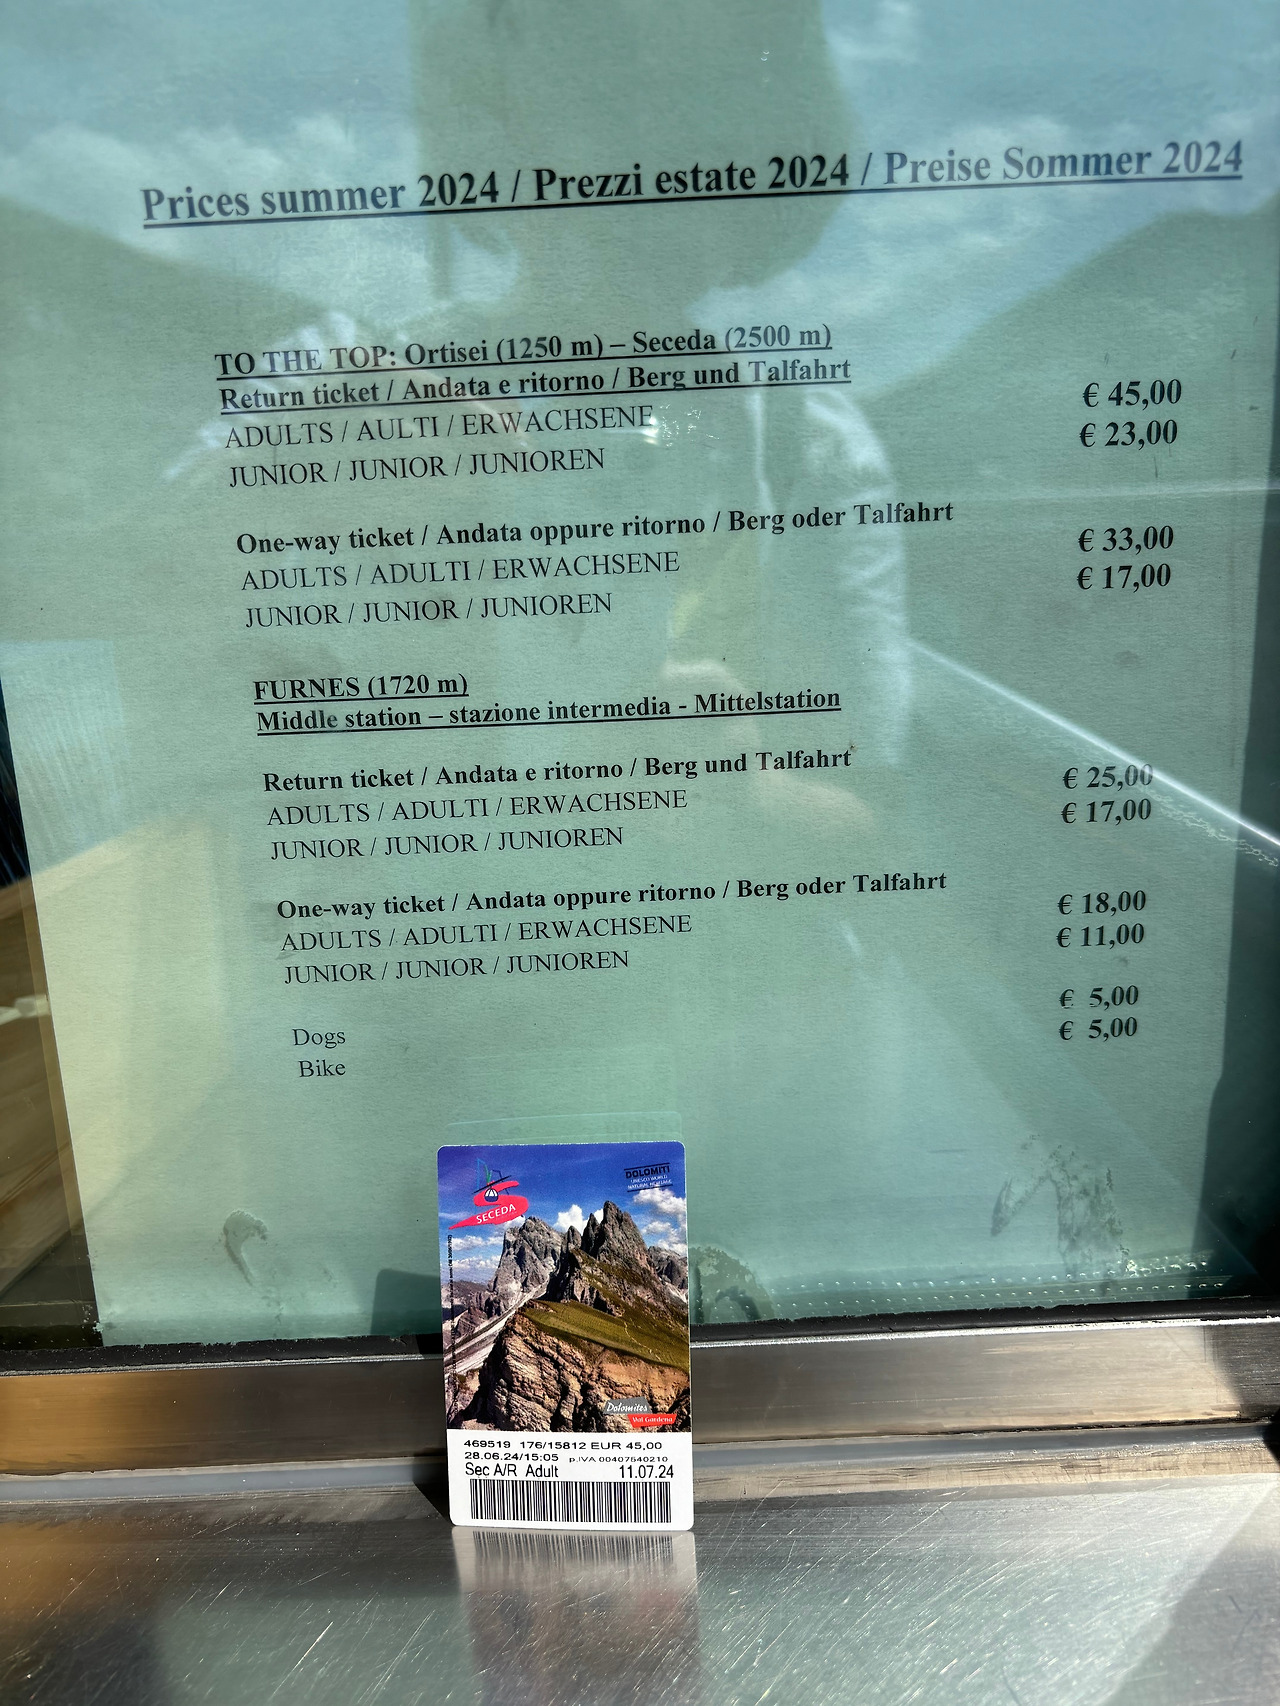 Prices summer 2024 / Prezzi estate 2024 / Preise Sommer 2024
TO THE TOP: Ortisei (1250 m) – Seceda (2500 m)
Return ticket / Andata e ritorno / Berg und Talfahrt
ADULTS / AULTI / ERWACHSENE € 45,00
JUNIOR / JUNIOR / JUNIOREN € 23,00
One-way ticket / Andata oppure ritorno / Berg oder Talfahrt
ADULTS / ADULTI / ERWACHSENE € 33,00
JUNIOR / JUNIOR / JUNIOREN € 17,00
FURNES (1720 m)
Middle station – stazione intermedia - Mittelstation
Return ticket / Andata e ritorno / Berg und Talfahrt
ADULTS / ADULTI / ERWACHSENE € 25,00
JUNIOR / JUNIOR / JUNIOREN € 17,00
One-way ticket / Andata oppure ritorno / Berg oder Talfahrt
ADULTS / ADULTI / ERWACHSENE € 18,00
JUNIOR / JUNIOR / JUNIOREN € 11,00
Dogs € 5,00
Bike € 5,00
SECEDA
DOLOMITI
UNESCO WORLD
NATURAL HERITAGE
Dolomites
Val Gardena
469519 176/15812 EUR 45,00
28.06.24/15:05 p.IVA 00407540210
Sec A/R Adult 11.07.24